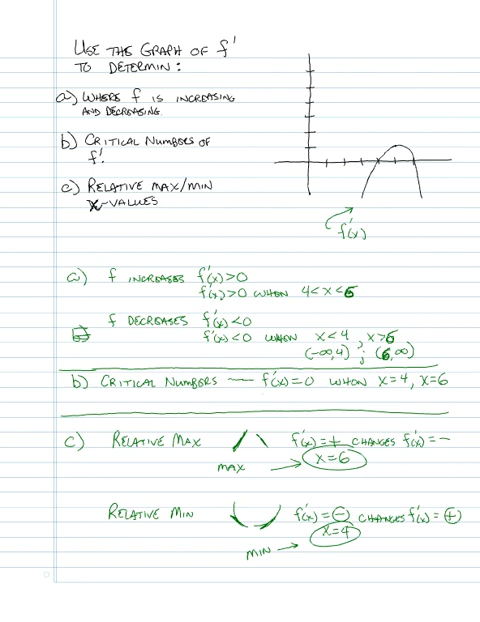 USE THE GRAPH OF f'
TO DETERMIN:
a) WHERE f IS INCREASING
AND DECREASING.
b) CRITICAL NUMBERS OF
f'.
c) RELATIVE MAX/MIN
X-VALUES
f'(x)
a) f INCREASES f'(x)>0
f'(x)>0 WHEN 4<x<6
f DECREASES f'(x)<0
f'(x)<0 WHEN x<4 , x>6
(-∞,4) ; (6,∞)
b) CRITICAL NUMBERS — f'(x)=0 WHEN x=4, x=6
c) RELATIVE MAX f'(x)=+ CHANGES f'(x)=-
MAX → x=6
RELATIVE MIN f'(x)=- CHANGES f'(x)=+
MIN → x=4